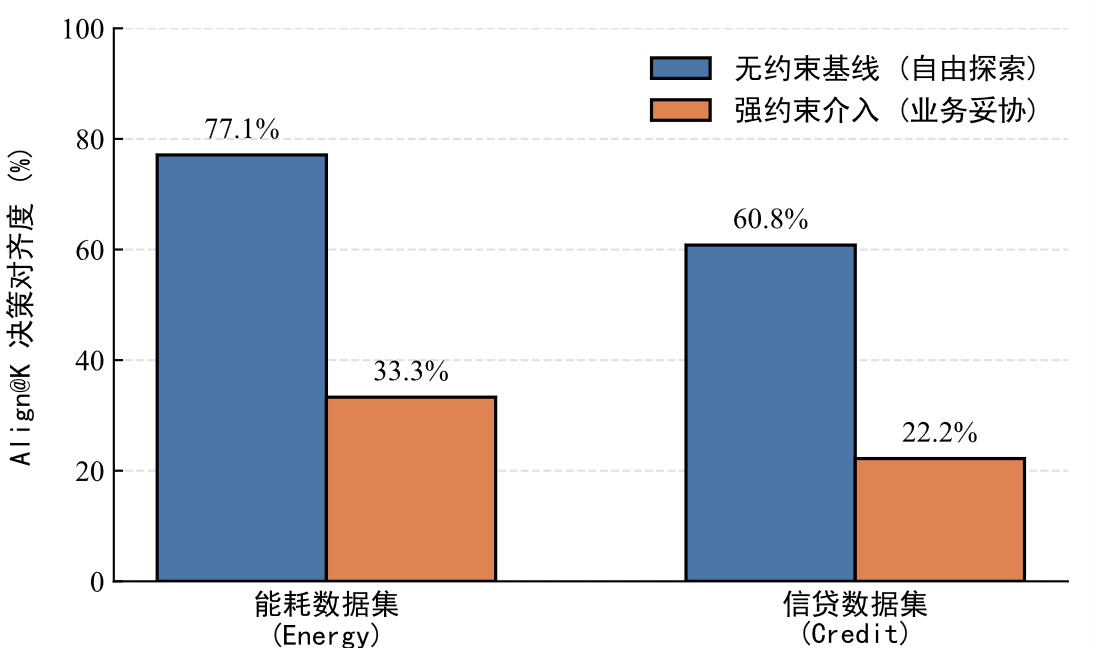 Align@K 决策对齐度 (%)
100
80
60
40
20
0
无约束基线 (自由探索)
强约束介入 (业务妥协)
77.1%
33.3%
60.8%
22.2%
能耗数据集
(Energy)
信贷数据集
(Credit)